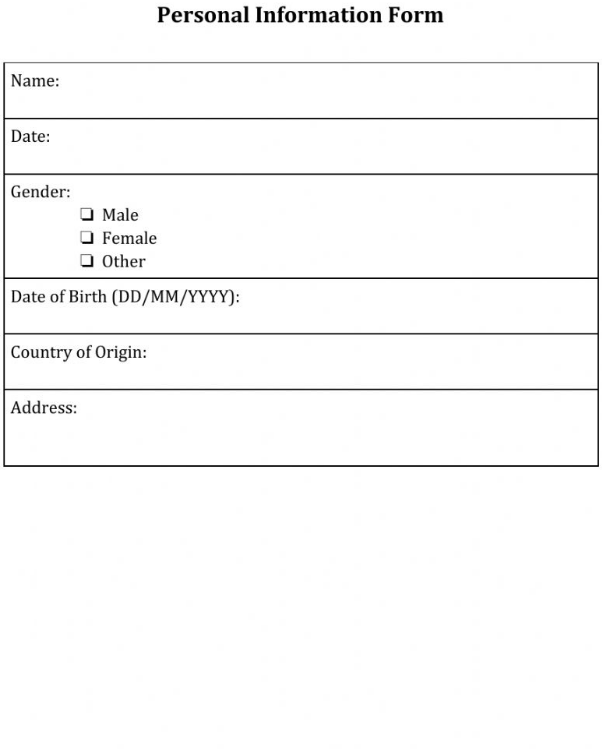 Personal Information Form
Name:
Date:
Gender:
❏ Male
❏ Female
❏ Other
Date of Birth (DD/MM/YYYY):
Country of Origin:
Address: